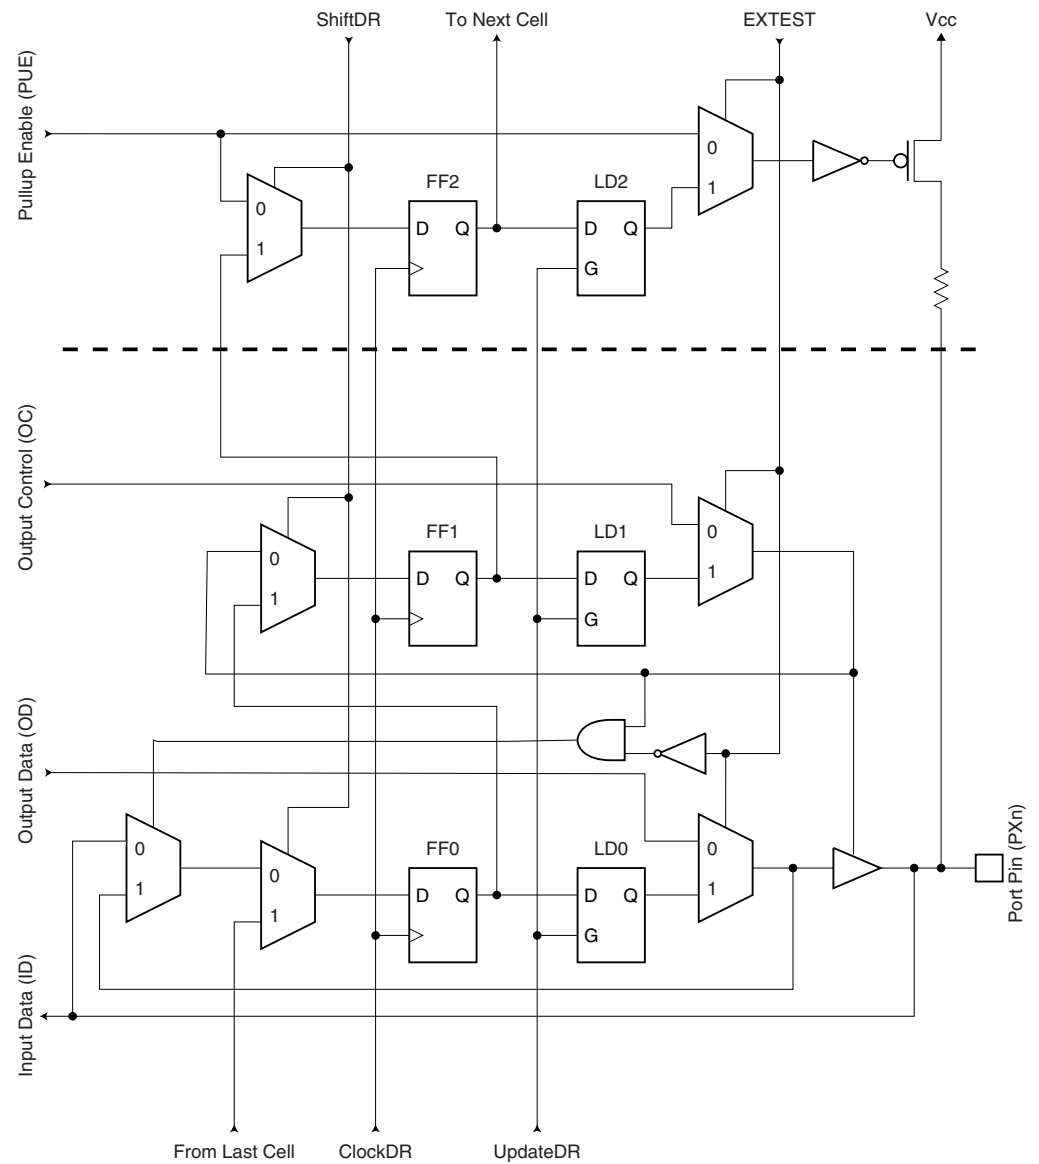 ShiftDR
To Next Cell
EXTEST
Vcc
Pullup Enable (PUE)
0
1
FF2
D Q
LD2
D Q
G
0
1
Output Control (OC)
0
1
FF1
D Q
LD1
D Q
G
0
1
Output Data (OD)
0
1
0
1
FF0
D Q
LD0
D Q
G
0
1
Port Pin (PXn)
Input Data (ID)
From Last Cell
ClockDR
UpdateDR